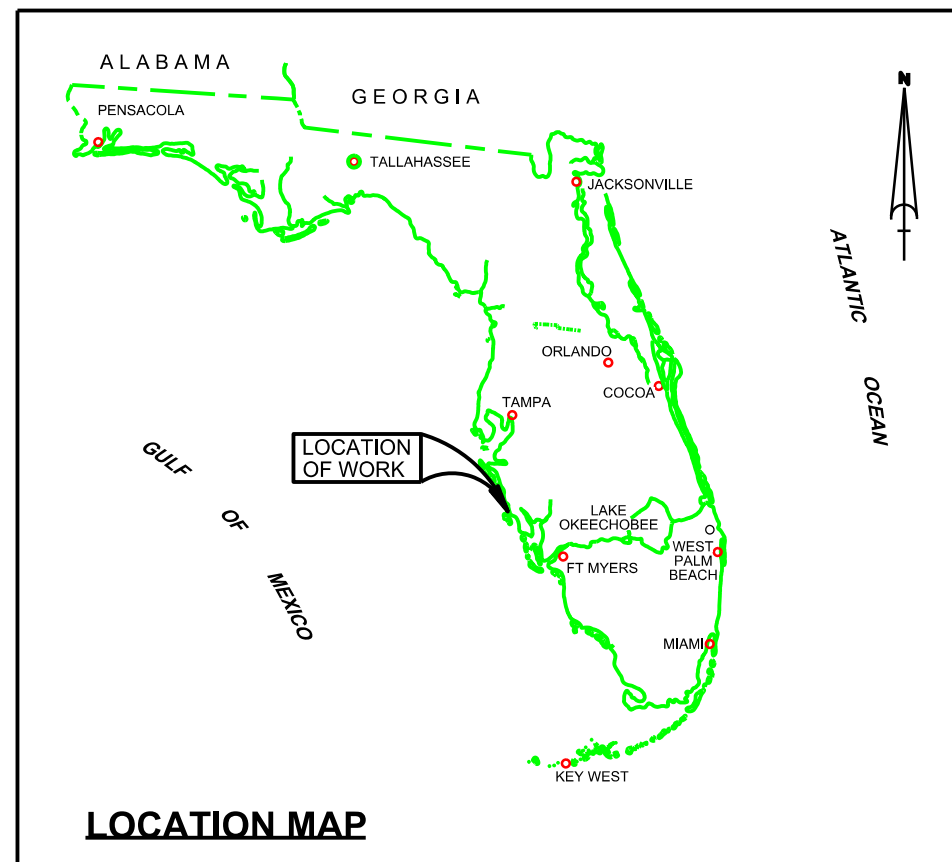 ALABAMA
GEORGIA
N
PENSACOLA
TALLAHASSEE
JACKSONVILLE
ATLANTIC
OCEAN
ORLANDO
COCOA
TAMPA
LOCATION
OF WORK
GULF
OF
MEXICO
LAKE
OKEECHOBEE
WEST
PALM
BEACH
FT MYERS
MIAMI
KEY WEST
LOCATION MAP